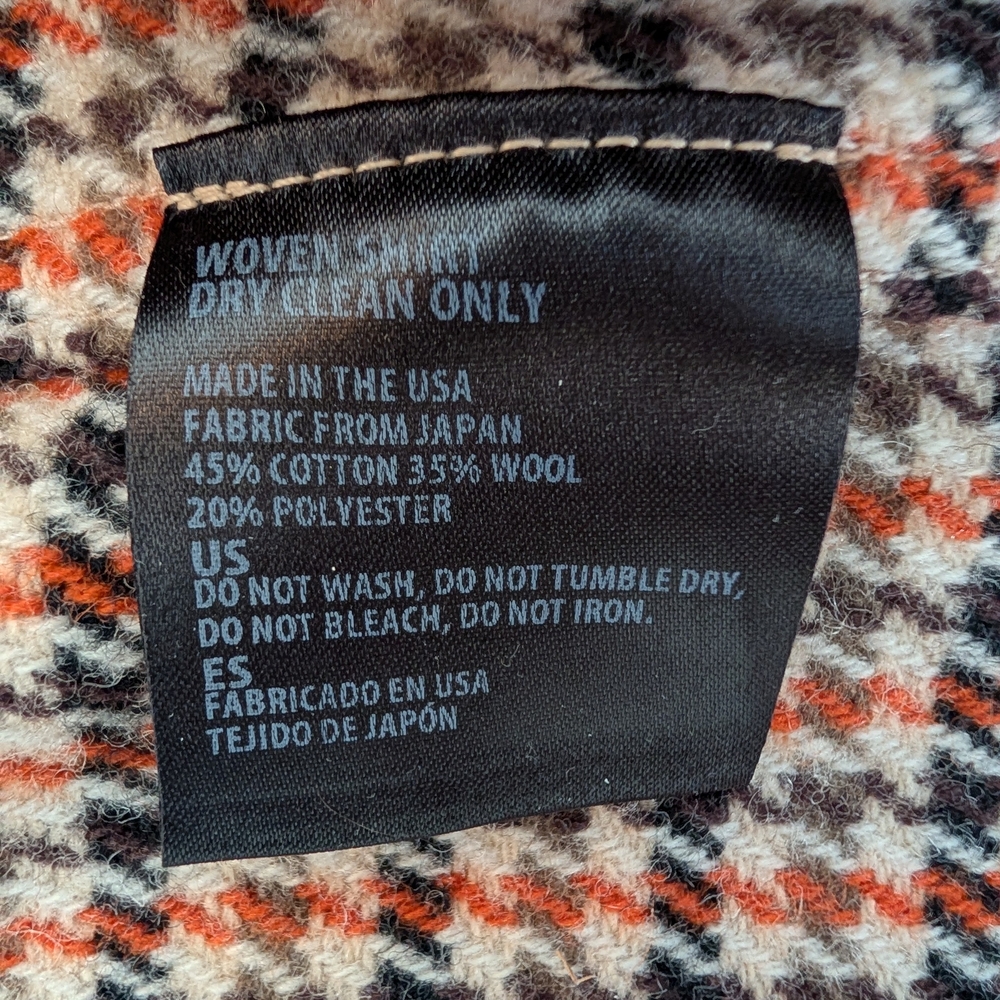 WOVEN SHIRT
DRY CLEAN ONLY
MADE IN THE USA
FABRIC FROM JAPAN
45% COTTON 35% WOOL
20% POLYESTER
US
DO NOT WASH, DO NOT TUMBLE DRY,
DO NOT BLEACH, DO NOT IRON.
ES
FABRICADO EN USA
TEJIDO DE JAPÓN